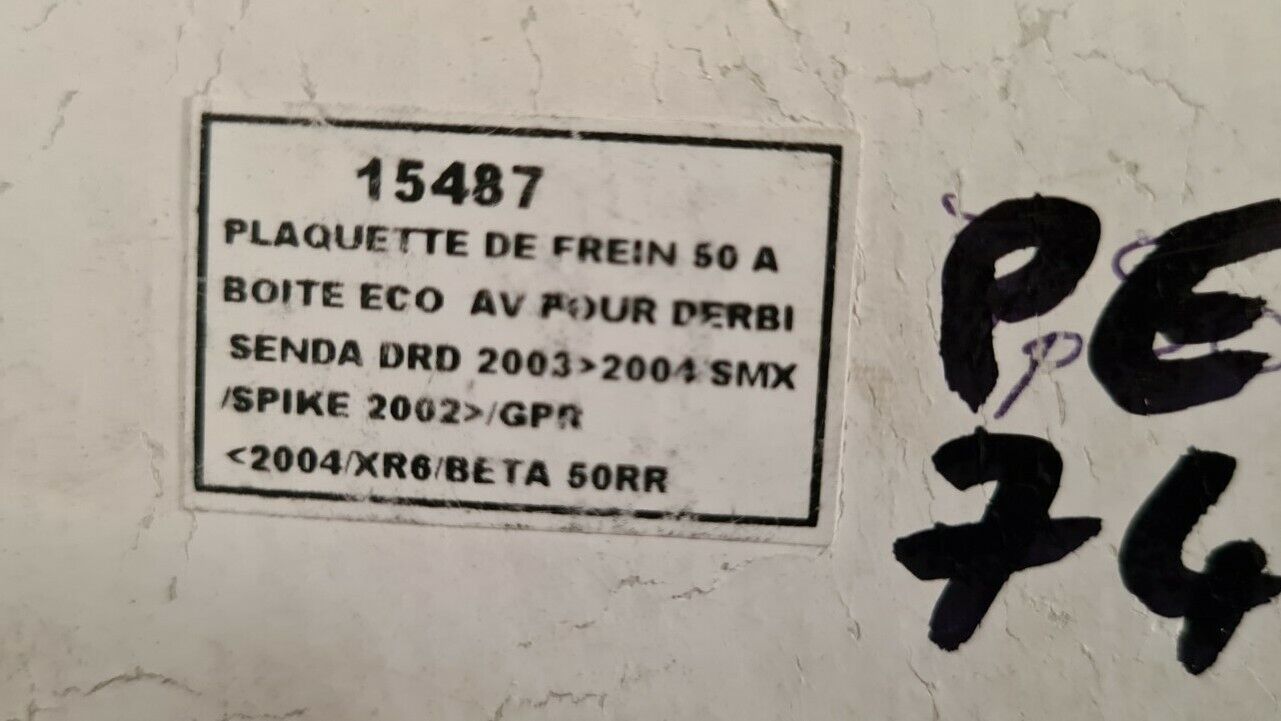 15487
PLAQUETTE DE FREIN 50 A
BOITE ECO AV POUR DERBI
SENDA DRD 2003>2004 SMX
/SPIKE 2002>/GPR
<2004/XR6/BETA 50RR
PE
74